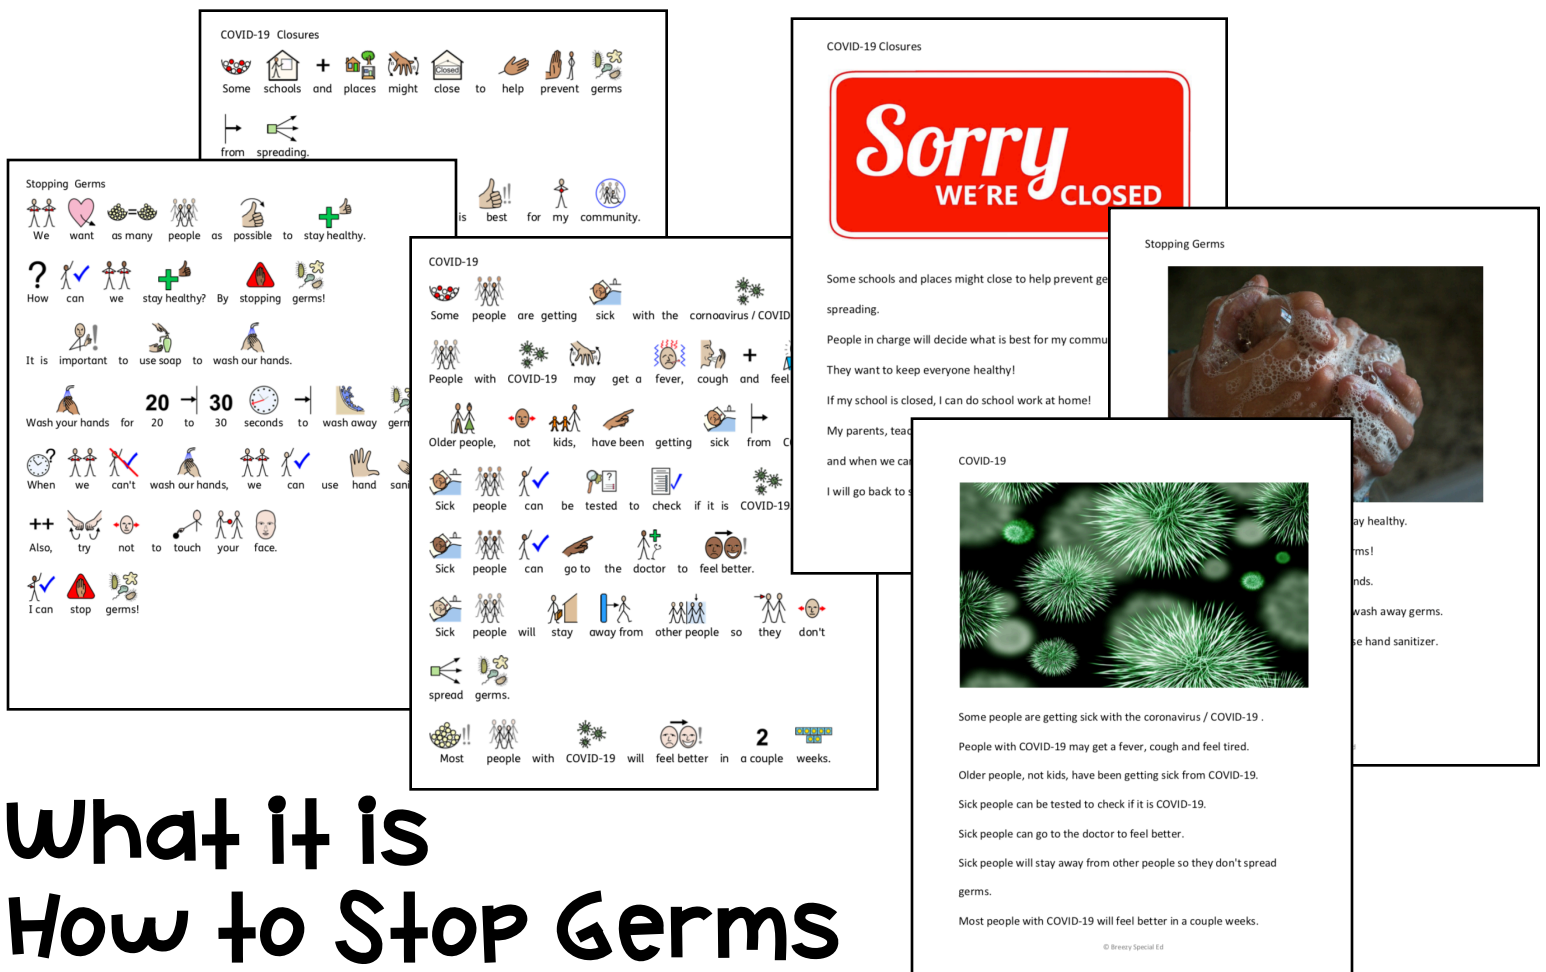 COVID-19 Closures
Some schools and places might close to help prevent germs
Closed
from spreading.
is best for my community.
Stopping Germs
We want as many people as possible to stay healthy.
How can we stay healthy? By stopping germs!
It is important to use soap to wash our hands.
20 30
Wash your hands for 20 to 30 seconds to wash away germ
When we can't wash our hands, we can use hand sani
Also, try not to touch your face.
I can stop germs!
COVID-19
Some people are getting sick with the cornoavirus / COVID
People with COVID-19 may get a fever, cough and feel
Older people, not kids, have been getting sick from C
Sick people can be tested to check if it is COVID-19
Sick people can go to the doctor to feel better.
Sick people will stay away from other people so they don't
spread germs.
2
Most people with COVID-19 will feel better in a couple weeks.
COVID-19 Closures
Sorry
WE'RE CLOSED
Some schools and places might close to help prevent ge
spreading.
People in charge will decide what is best for my commu
They want to keep everyone healthy!
If my school is closed, I can do school work at home!
My parents, teac
and when we can
I will go back to s
Stopping Germs
ay healthy.
rms!
nds.
wash away germs.
se hand sanitizer.
COVID-19
Some people are getting sick with the coronavirus / COVID-19 .
People with COVID-19 may get a fever, cough and feel tired.
Older people, not kids, have been getting sick from COVID-19.
Sick people can be tested to check if it is COVID-19.
Sick people can go to the doctor to feel better.
Sick people will stay away from other people so they don't spread
germs.
Most people with COVID-19 will feel better in a couple weeks.
© Breezy Special Ed
What it is
How to Stop Germs